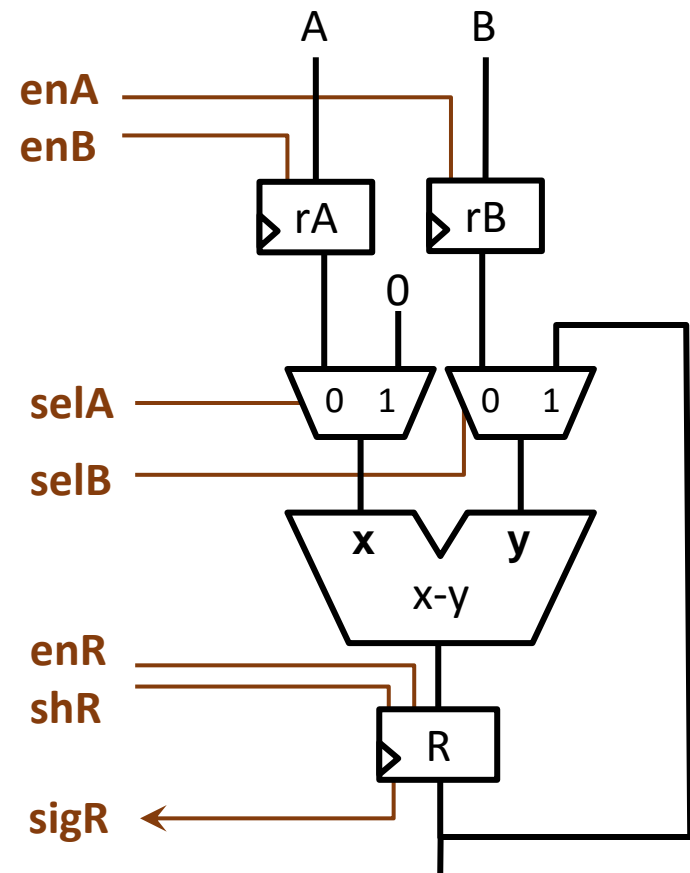 A B
enA
enB
rA rB
0
selA 0 1 0 1
selB
x y
x-y
enR
shR
R
sigR